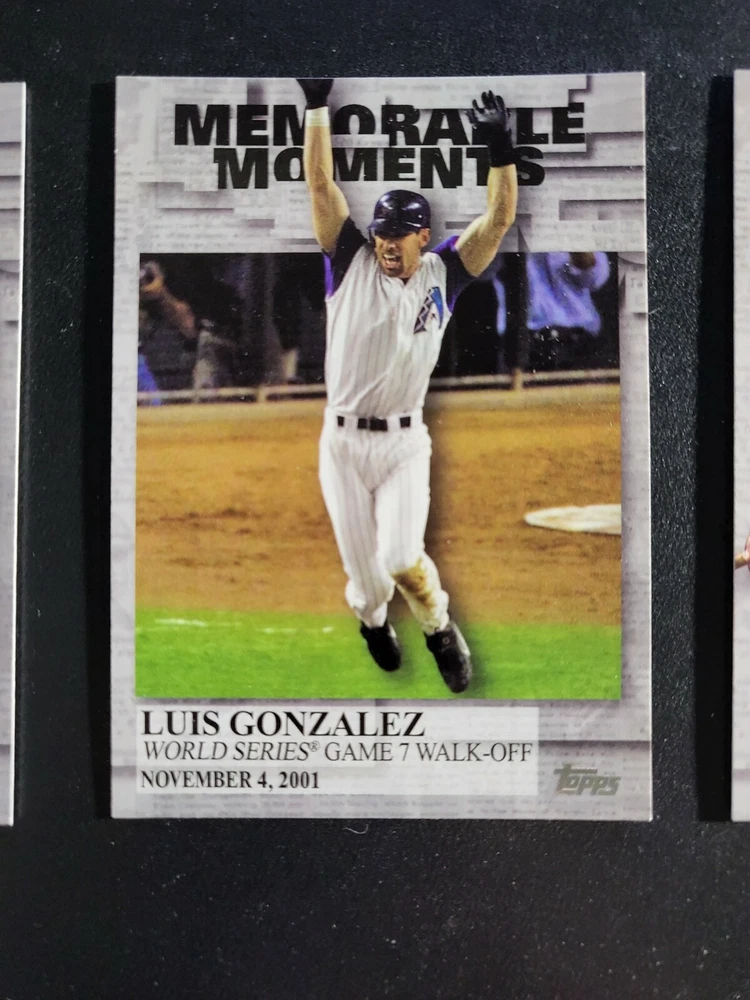 MEMORABLE
MOMENTS
LUIS GONZALEZ
WORLD SERIES® GAME 7 WALK-OFF
NOVEMBER 4, 2001
Topps